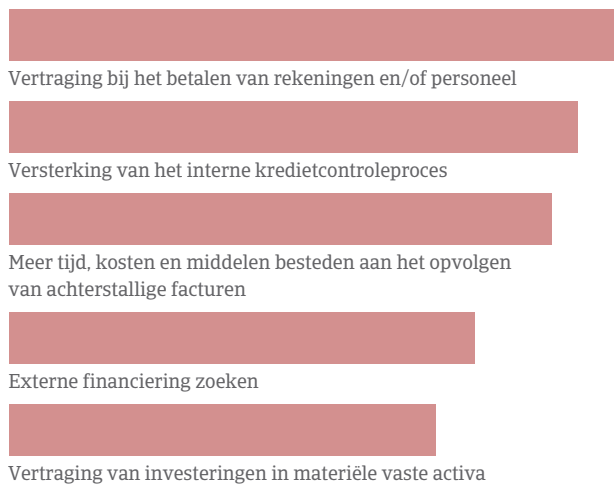 Vertraging bij het betalen van rekeningen en/of personeel
Versterking van het interne kredietcontroleproces
Meer tijd, kosten en middelen besteden aan het opvolgen
van achterstallige facturen
Externe financiering zoeken
Vertraging van investeringen in materiële vaste activa